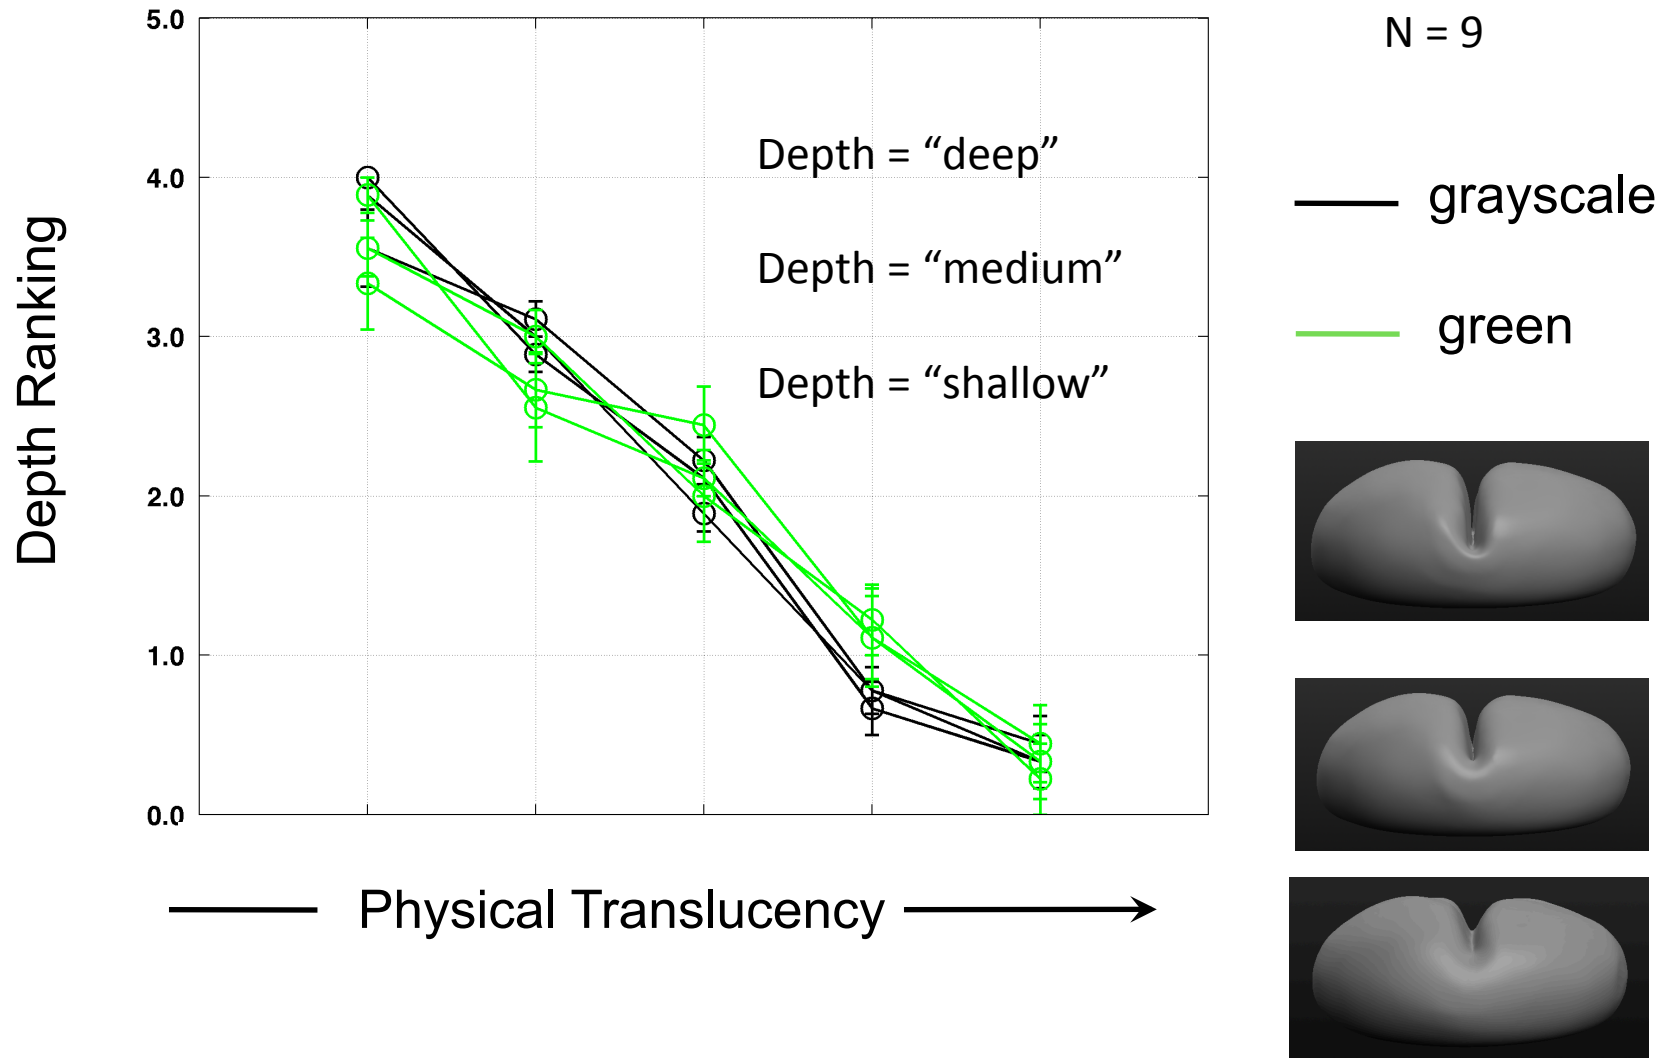 N = 9
5.0
4.0
3.0
2.0
1.0
0.0
Depth Ranking
Depth = “deep”
Depth = “medium”
Depth = “shallow”
grayscale
green
Physical Translucency